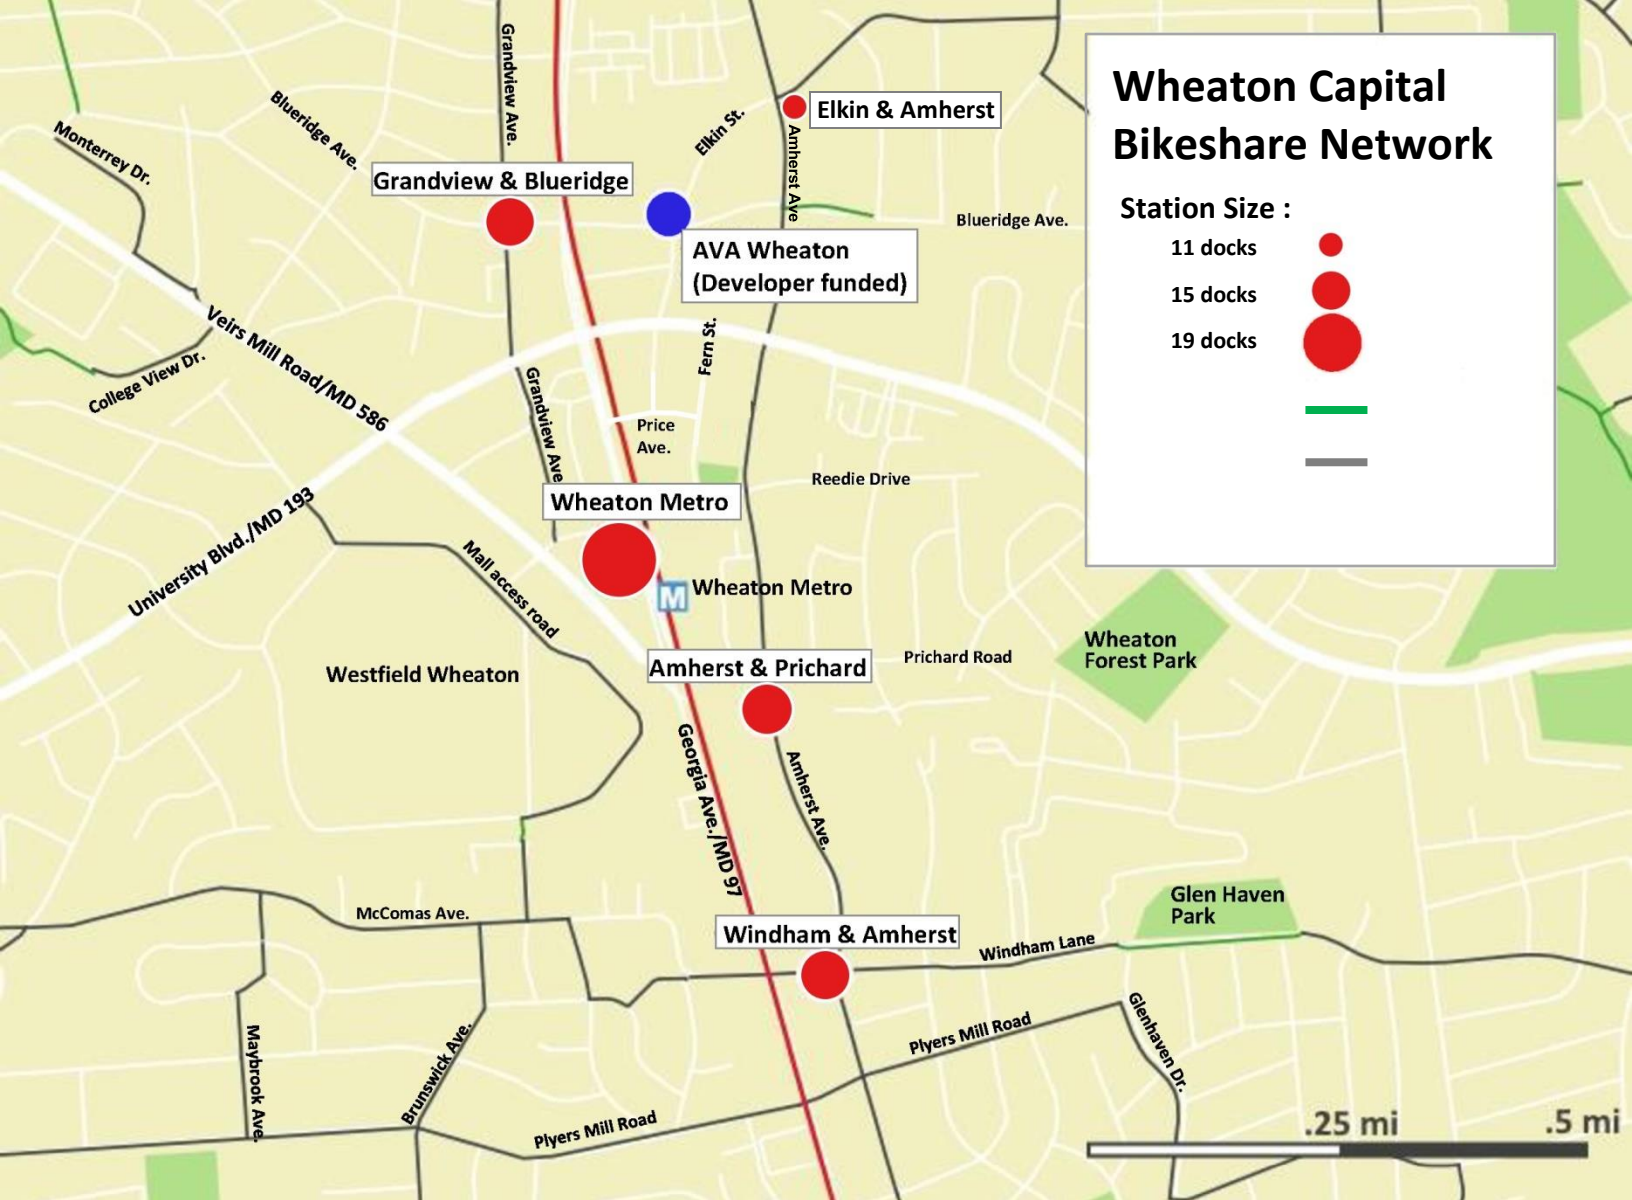 Wheaton Capital
Bikeshare Network
Station Size :
11 docks
15 docks
19 docks
Grandview Ave.
Blueridge Ave.
Monterrey Dr.
Elkin St.
Elkin & Amherst
Amherst Ave
Grandview & Blueridge
Blueridge Ave.
AVA Wheaton
(Developer funded)
Veirs Mill Road/MD 586
College View Dr.
Fern St.
Grandview Ave
Price
Ave.
Reedie Drive
Wheaton Metro
University Blvd./MD 193
Mall access road
M
Wheaton Metro
Westfield Wheaton
Amherst & Prichard
Prichard Road
Wheaton
Forest Park
Georgia Ave./MD 97
Amherst Ave.
Glen Haven
Park
McComas Ave.
Windham & Amherst
Windham Lane
Maybrook Ave.
Brunswick Ave.
Plyers Mill Road
Glenhaven Dr.
Plyers Mill Road
.25 mi
.5 mi